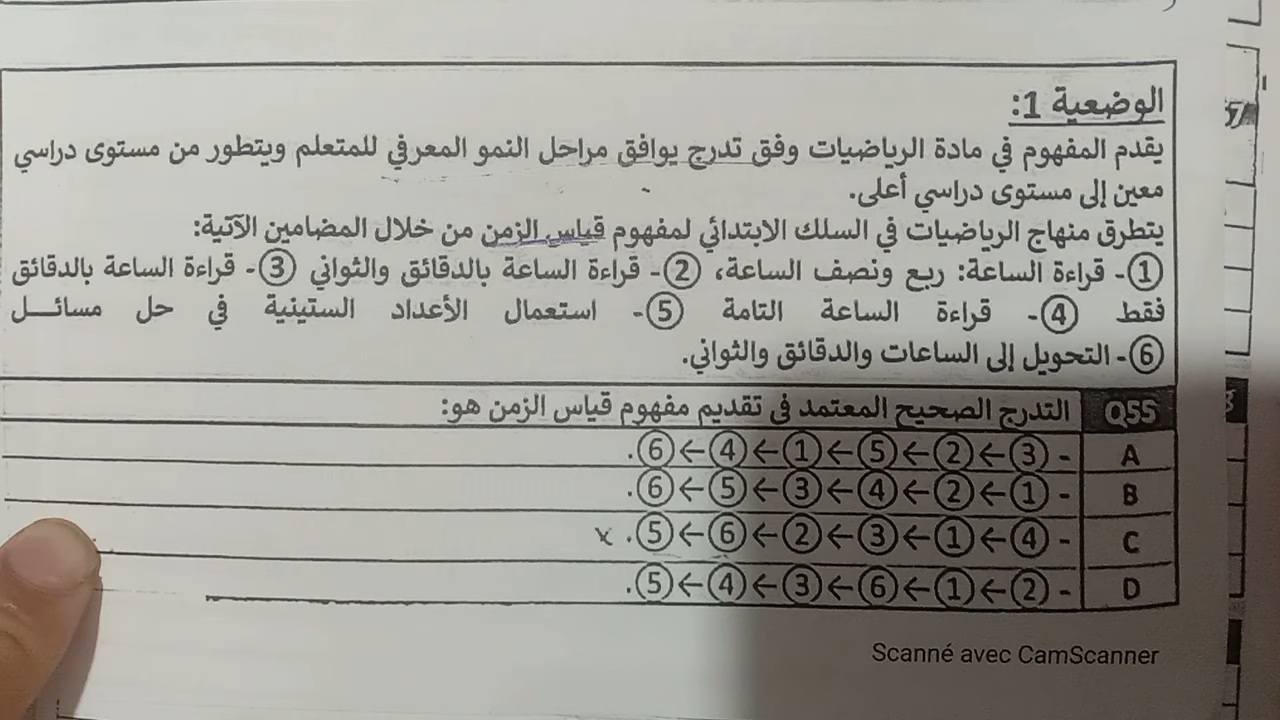 الوضعية 1:
يقدم المفهوم في مادة الرياضيات وفق تدرج يوافق مراحل النمو المعرفي للمتعلم ويتطور من مستوى دراسي
معين إلى مستوى دراسي أعلى.
يتطرق منهاج الرياضيات في السلك الابتدائي لمفهوم قياس الزمن من خلال المضامين الآتية:
①- قراءة الساعة: ربع ونصف الساعة، ②- قراءة الساعة بالدقائق والثواني ③- قراءة الساعة بالدقائق
فقط ④- قراءة الساعة التامة ⑤- استعمال الأعداد الستينية في حل مسائل
⑥- التحويل إلى الساعات والدقائق والثواني.
Q55 التدرج الصحيح المعتمد في تقديم مفهوم قياس الزمن هو:
A - ③←②←⑤←①←④←⑥.
B - ①←②←④←③←⑤←⑥.
C - ④←①←③←②←⑥←⑤. x
D - ②←①←⑥←③←④←⑤.
Scanné avec CamScanner